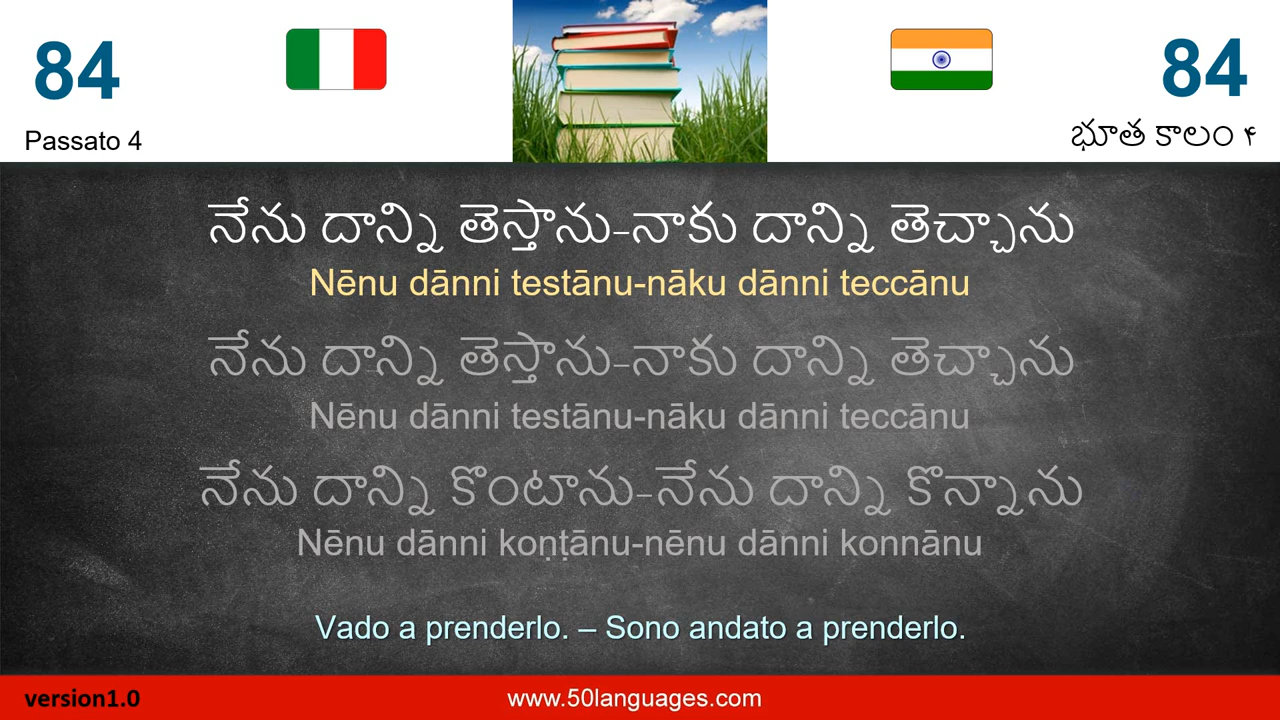 84
84
Passato 4
భూత కాలం ۴
నేను దాన్ని తెస్తాను-నాకు దాన్ని తెచ్చాను
Nēnu dānni testānu-nāku dānni teccānu
నేను దాన్ని తెస్తాను-నాకు దాన్ని తెచ్చాను
Nēnu dānni testānu-nāku dānni teccānu
నేను దాన్ని కొంటాను-నేను దాన్ని కొన్నాను
Nēnu dānni koṇṭānu-nēnu dānni konnānu
Vado a prenderlo. – Sono andato a prenderlo.
version1.0
www.50languages.com